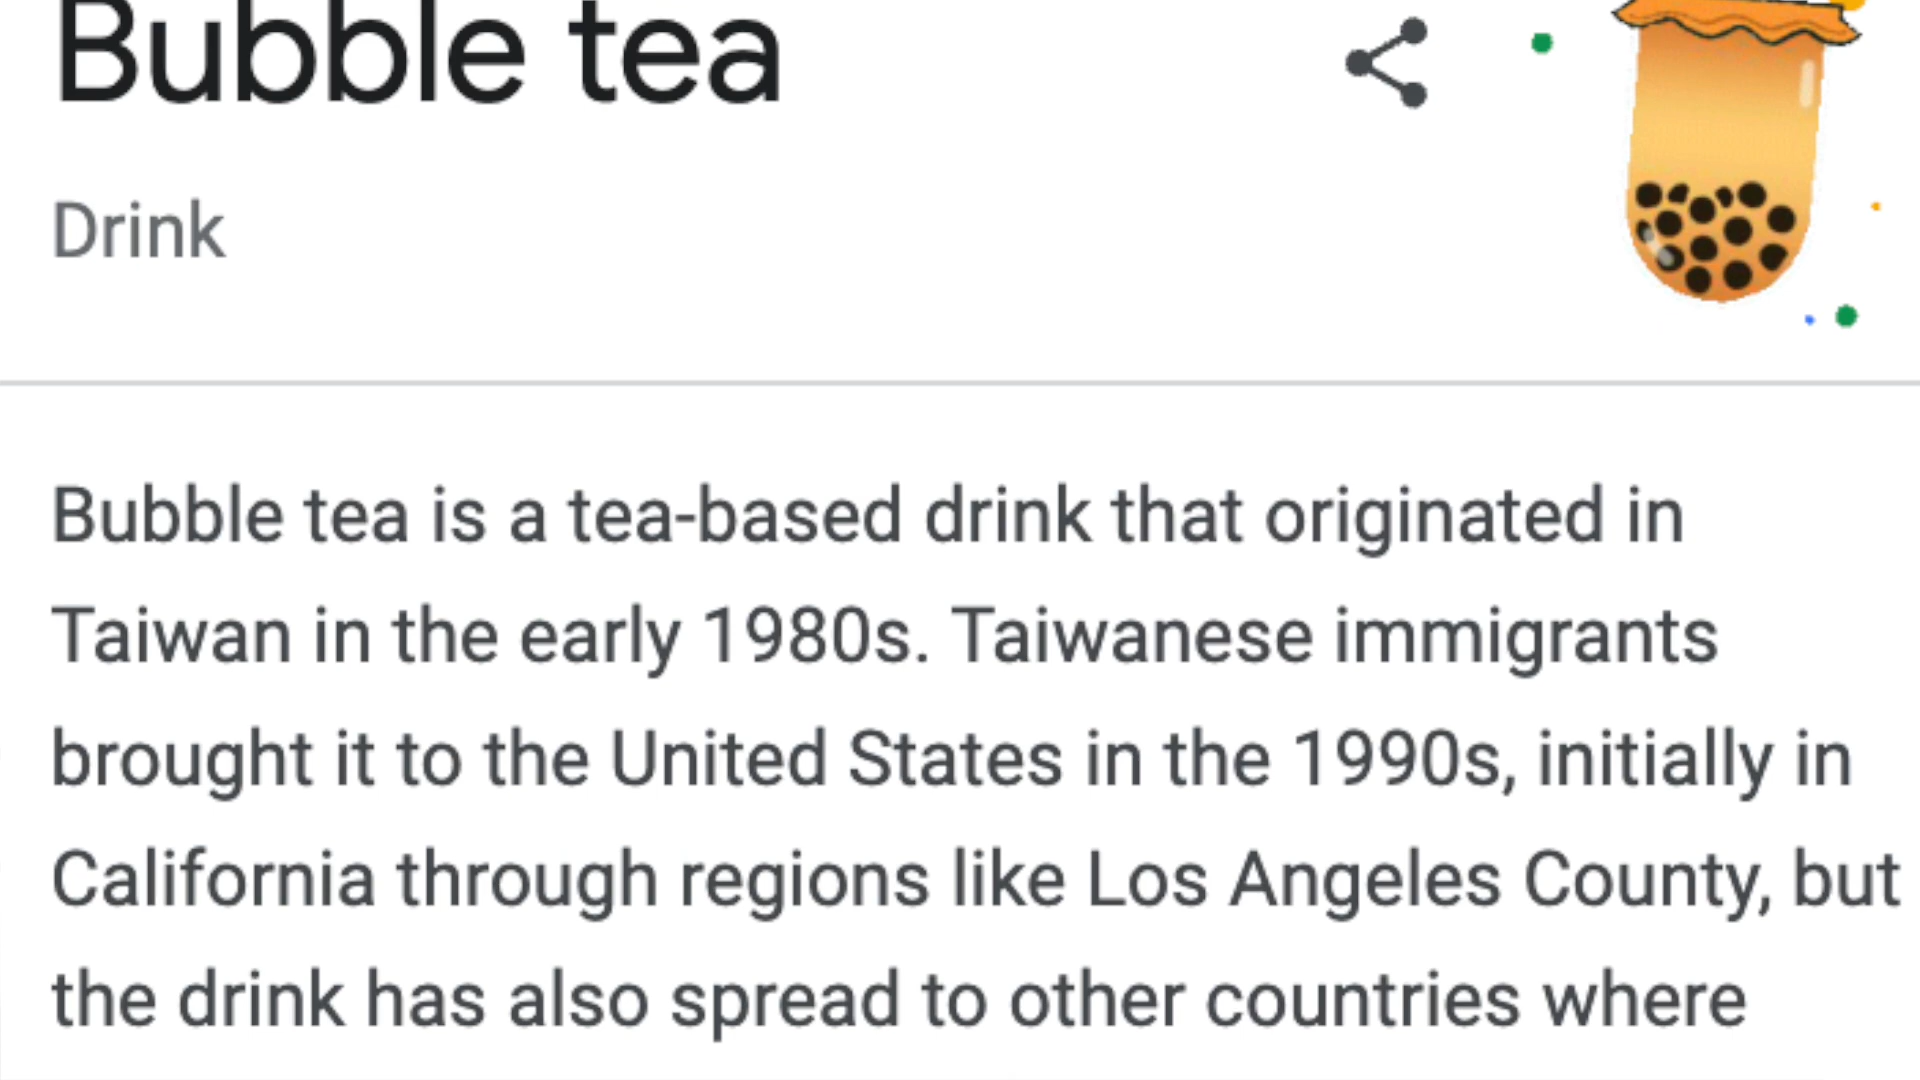 Bubble tea
Drink
Bubble tea is a tea-based drink that originated in
Taiwan in the early 1980s. Taiwanese immigrants
brought it to the United States in the 1990s, initially in
California through regions like Los Angeles County, but
the drink has also spread to other countries where